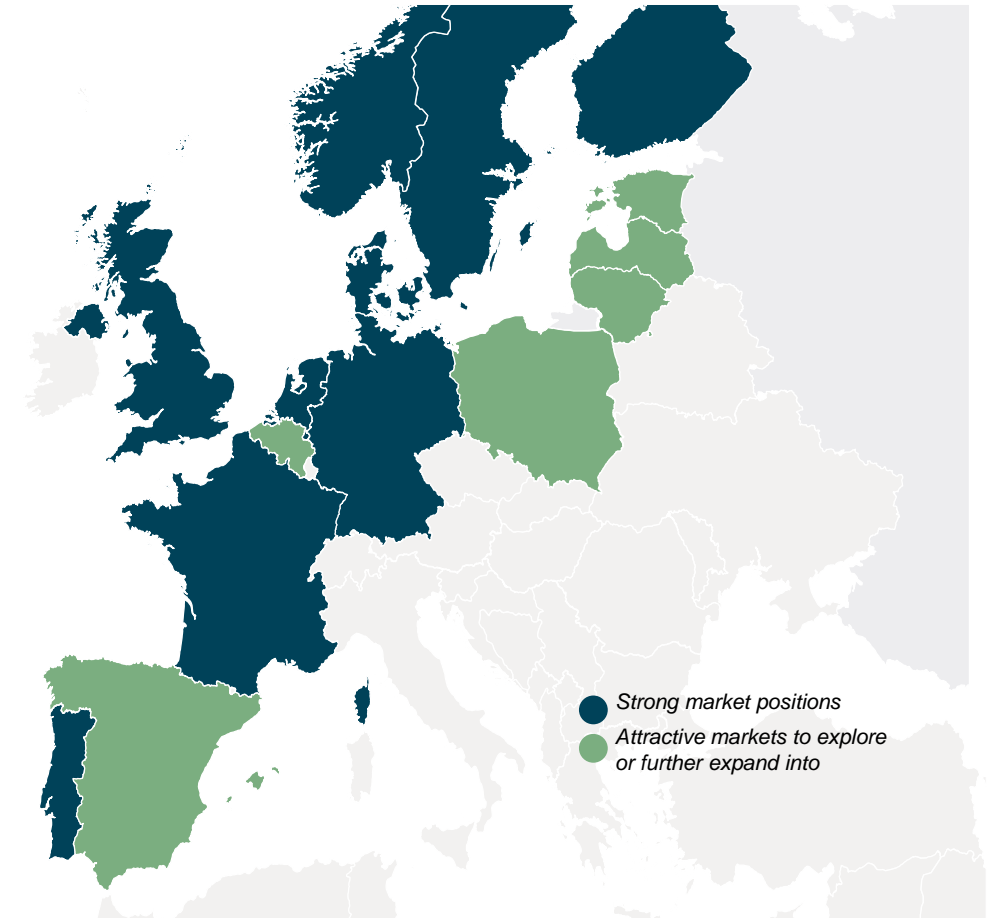 Strong market positions
Attractive markets to explore
or further expand into